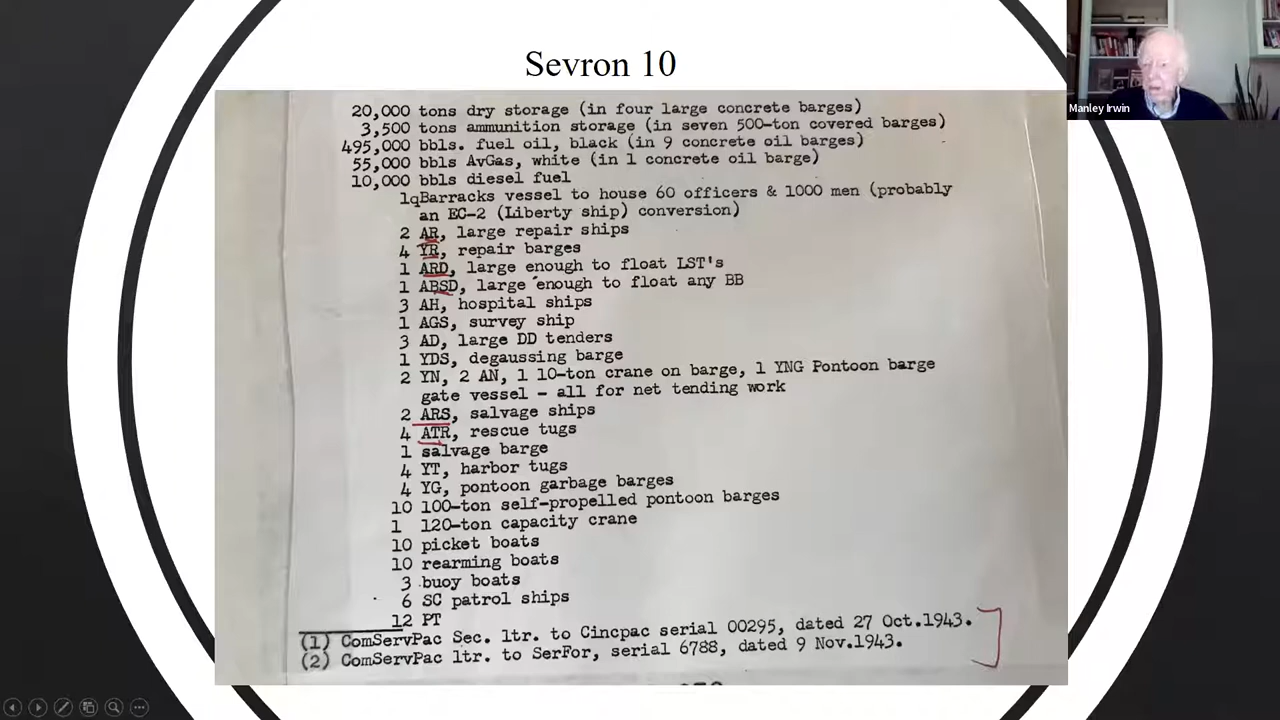 Sevron 10
Manley Irwin
20,000 tons dry storage (in four large concrete barges)
3,500 tons ammunition storage (in seven 500-ton covered barges)
495,000 bbls. fuel oil, black (in 9 concrete oil barges)
55,000 bbls AvGas, white (in 1 concrete oil barge)
10,000 bbls diesel fuel
1qBarracks vessel to house 60 officers & 1000 men (probably
an EC-2 (Liberty ship) conversion)
2 AR, large repair ships
4 YR, repair barges
1 ARD, large enough to float LST's
1 ABSD, large enough to float any BB
3 AH, hospital ships
1 AGS, survey ship
3 AD, large DD tenders
1 YDS, degaussing barge
2 YN, 2 AN, 1 10-ton crane on barge, 1 YNG Pontoon barge
gate vessel - all for net tending work
2 ARS, salvage ships
4 ATR, rescue tugs
1 salvage barge
4 YT, harbor tugs
4 YG, pontoon garbage barges
10 100-ton self-propelled pontoon barges
1 120-ton capacity crane
10 picket boats
10 rearming boats
3 buoy boats
6 SC patrol ships
12 PT
(1) ComServPac Sec. ltr. to Cincpac serial 00295, dated 27 Oct.1943.
(2) ComServPac ltr. to SerFor, serial 6788, dated 9 Nov.1943.